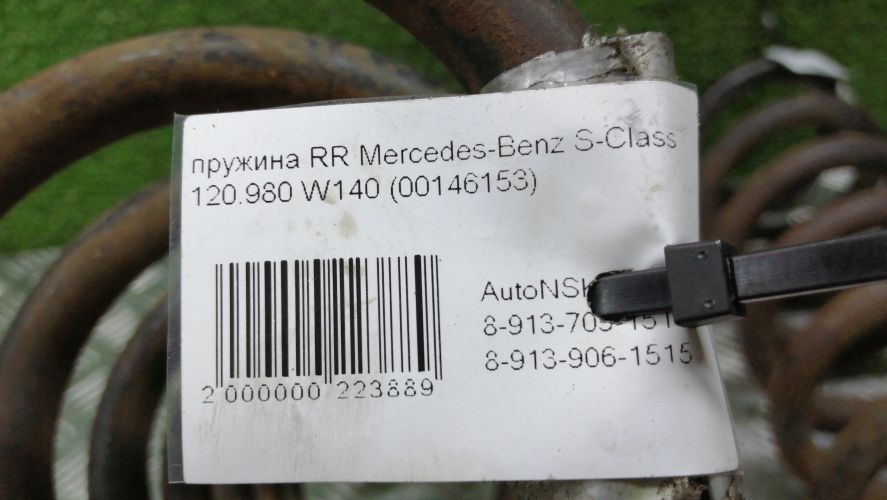 пружина RR Mercedes-Benz S-Class
120.980 W140 (00146153)
8-913-906-1515
2 000000 223889